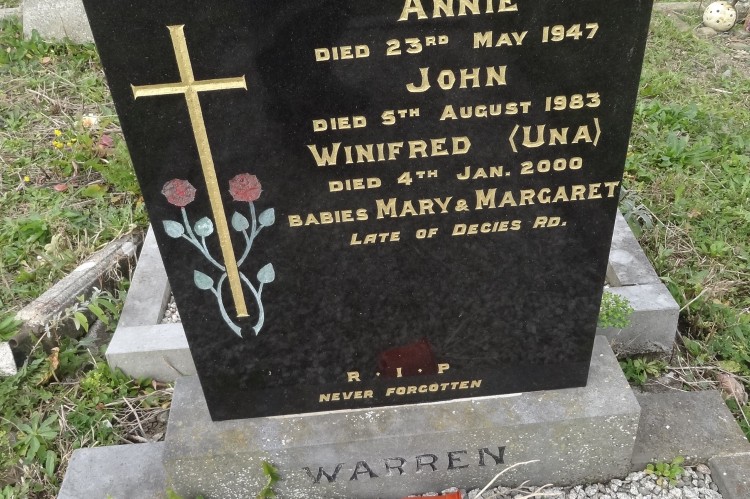 ANNIE
DIED 23RD MAY 1947
JOHN
DIED 5TH AUGUST 1983
WINIFRED (UNA)
DIED 4TH JAN. 2000
BABIES MARY & MARGARET
LATE OF DECIES RD.
R . I . P
NEVER FORGOTTEN
WARREN